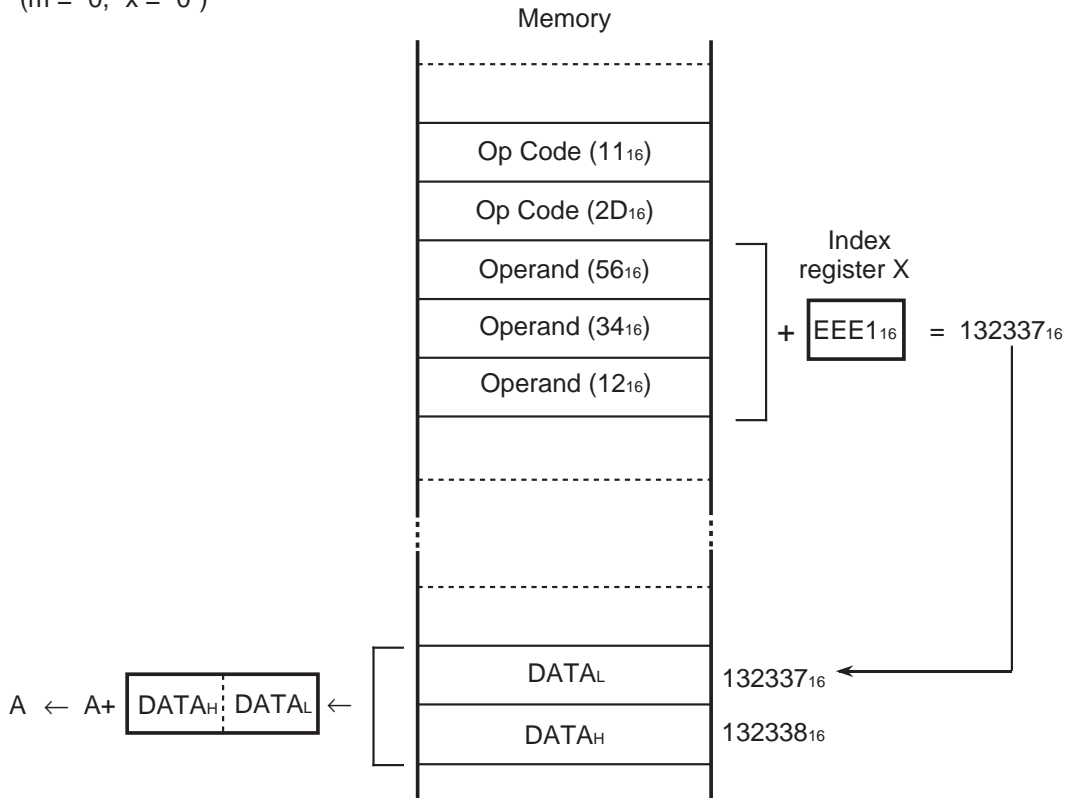 (m = "0," x = "0")
Memory
Op Code (11₁₆)
Op Code (2D₁₆)
Operand (56₁₆)
Operand (34₁₆)
Operand (12₁₆)
Index
register X
+ EEE1₁₆ = 132337₁₆
DATAL 132337₁₆
A ← A+ DATAH DATAL ←
DATAH 132338₁₆